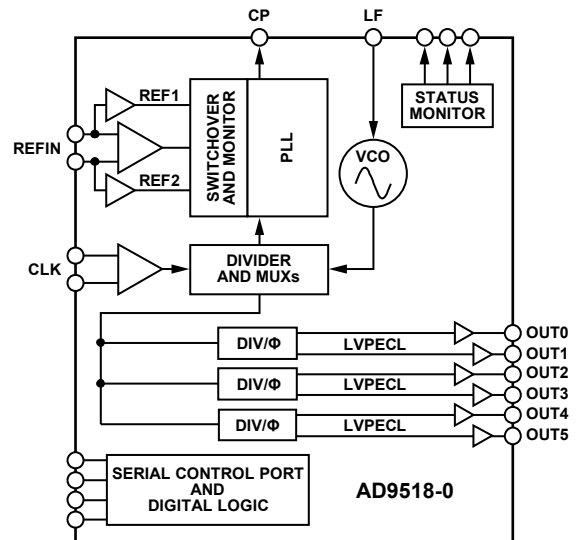 CP
LF
REF1
REFIN
REF2
SWITCHOVER
AND MONITOR
PLL
STATUS
MONITOR
VCO
CLK
DIVIDER
AND MUXs
DIV/Φ
LVPECL
OUT0
OUT1
DIV/Φ
LVPECL
OUT2
OUT3
DIV/Φ
LVPECL
OUT4
OUT5
SERIAL CONTROL PORT
AND
DIGITAL LOGIC
AD9518-0